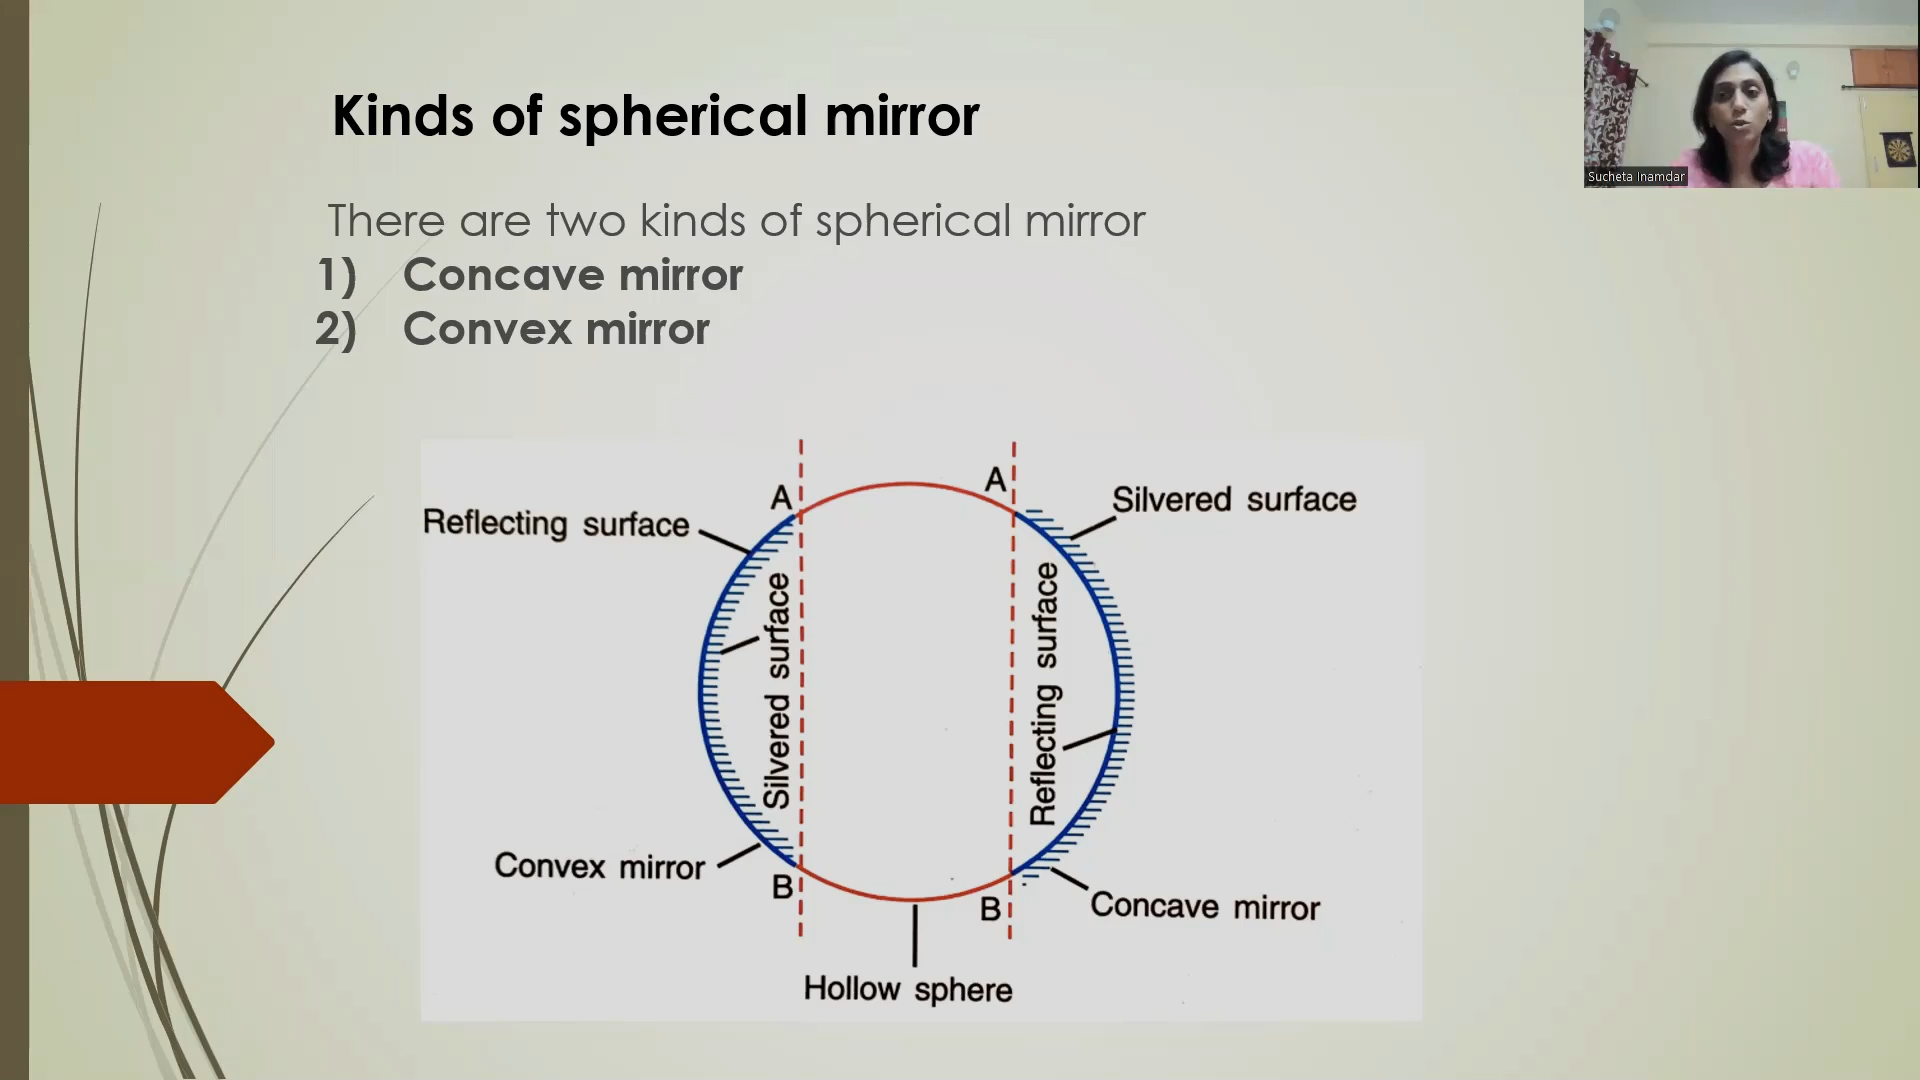 Kinds of spherical mirror
Sucheta Inamdar
There are two kinds of spherical mirror
1) Concave mirror
2) Convex mirror
A
A
Reflecting surface
Silvered surface
Silvered surface
Reflecting surface
Convex mirror
B
B
Concave mirror
Hollow sphere